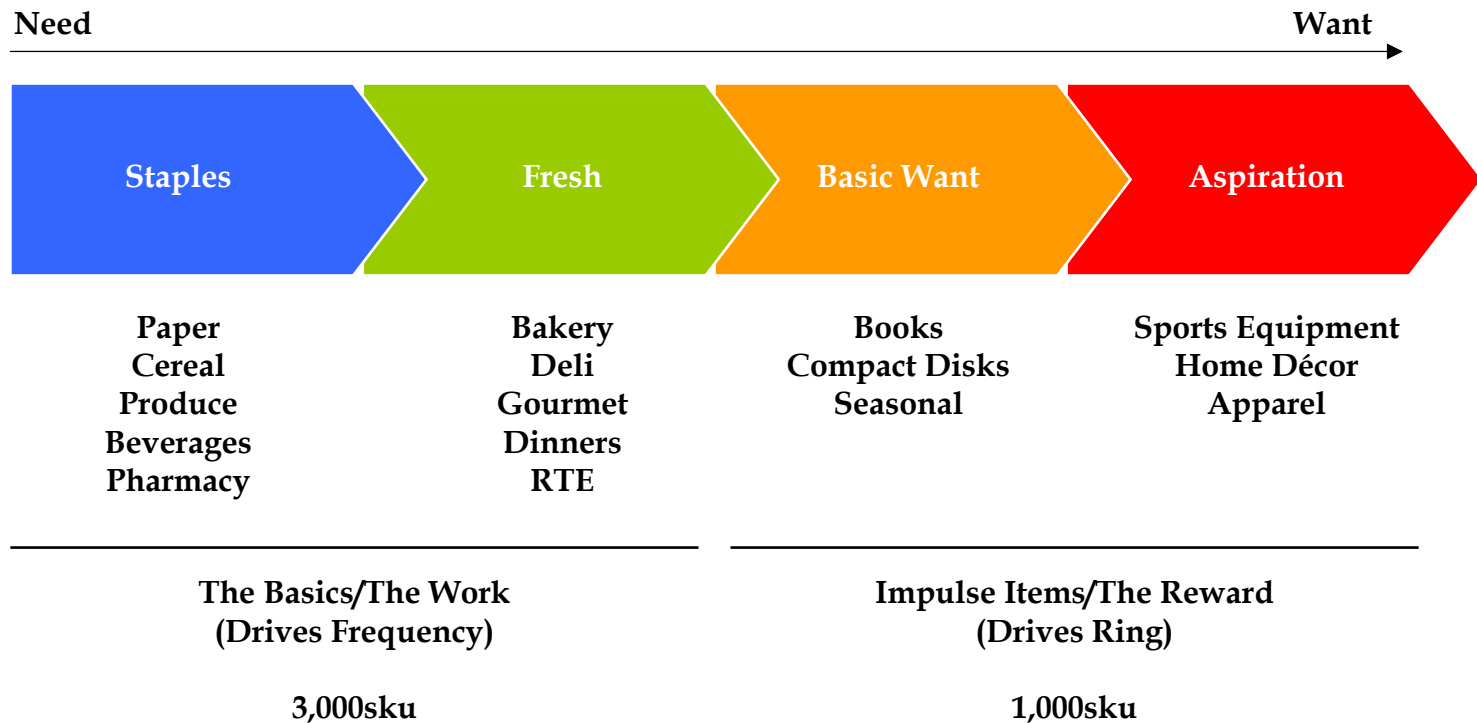 Need
Want
Staples
Fresh
Basic Want
Aspiration
Paper
Cereal
Produce
Beverages
Pharmacy
Bakery
Deli
Gourmet
Dinners
RTE
Books
Compact Disks
Seasonal
Sports Equipment
Home Décor
Apparel
The Basics/The Work
(Drives Frequency)
3,000sku
Impulse Items/The Reward
(Drives Ring)
1,000sku